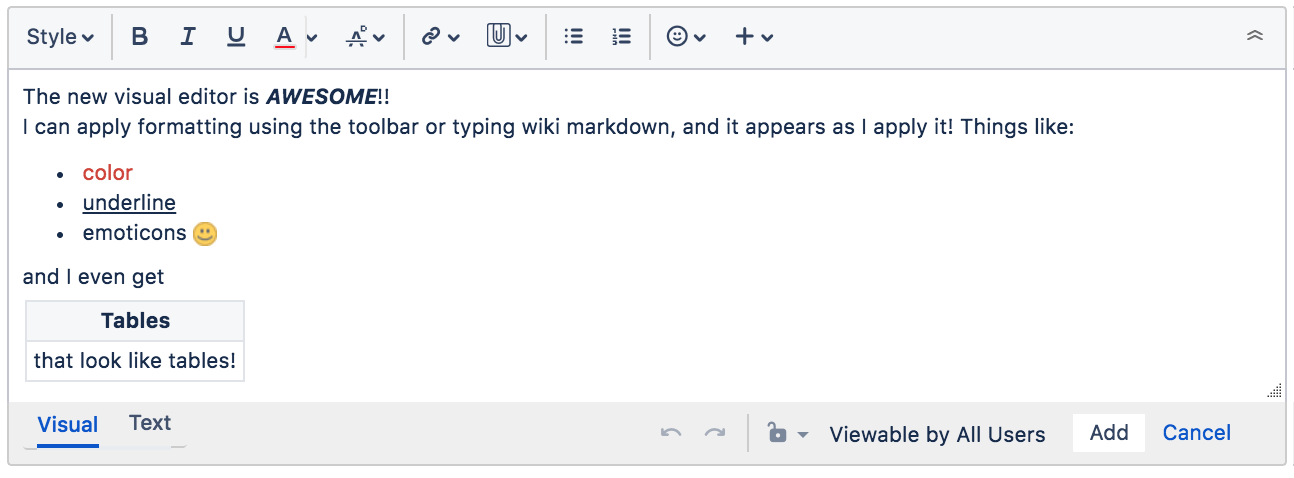 Style
B I U A
The new visual editor is AWESOME!!
I can apply formatting using the toolbar or typing wiki markdown, and it appears as I apply it! Things like:
• color
• underline
• emoticons
and I even get
Tables
that look like tables!
Visual Text Viewable by All Users Add Cancel